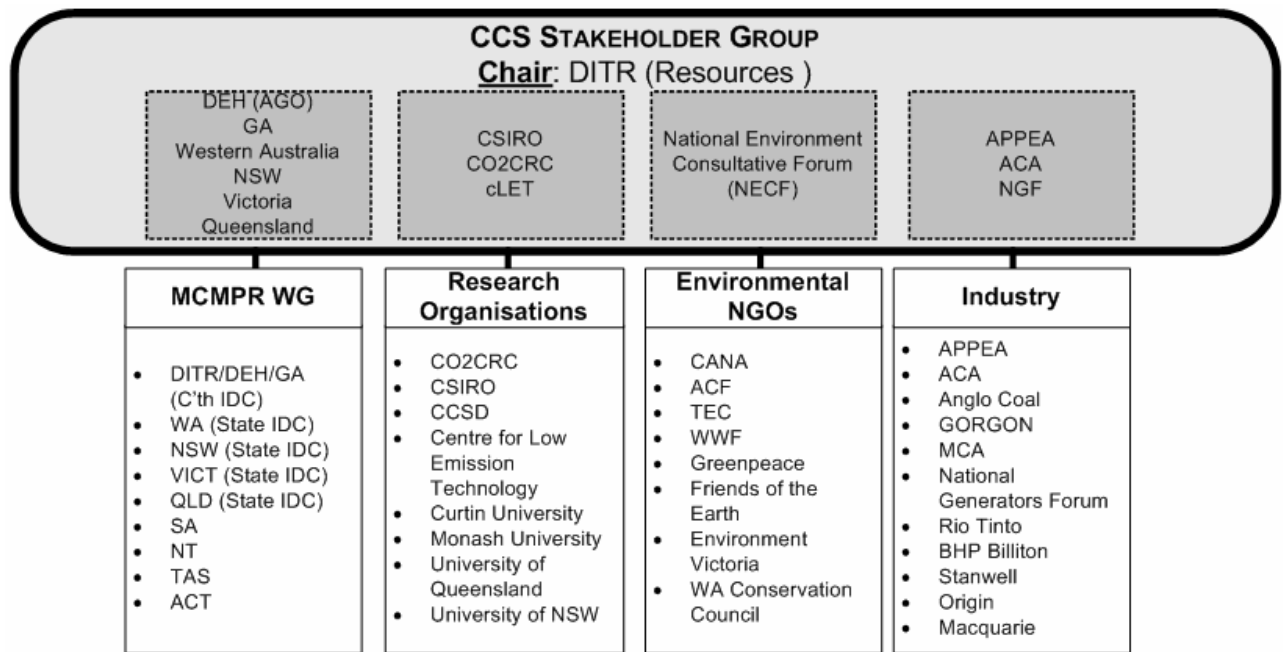 CCS STAKEHOLDER GROUP
Chair: DITR (Resources )
DEH (AGO)
GA
Western Australia
NSW
Victoria
Queensland
CSIRO
CO2CRC
cLET
National Environment
Consultative Forum
(NECF)
APPEA
ACA
NGF
MCMPR WG
• DITR/DEH/GA
(C'th IDC)
• WA (State IDC)
• NSW (State IDC)
• VICT (State IDC)
• QLD (State IDC)
• SA
• NT
• TAS
• ACT
Research
Organisations
• CO2CRC
• CSIRO
• CCSD
• Centre for Low
Emission
Technology
• Curtin University
• Monash University
• University of
Queensland
• University of NSW
Environmental
NGOs
• CANA
• ACF
• TEC
• WWF
• Greenpeace
• Friends of the
Earth
• Environment
Victoria
• WA Conservation
Council
Industry
• APPEA
• ACA
• Anglo Coal
• GORGON
• MCA
• National
Generators Forum
• Rio Tinto
• BHP Billiton
• Stanwell
• Origin
• Macquarie